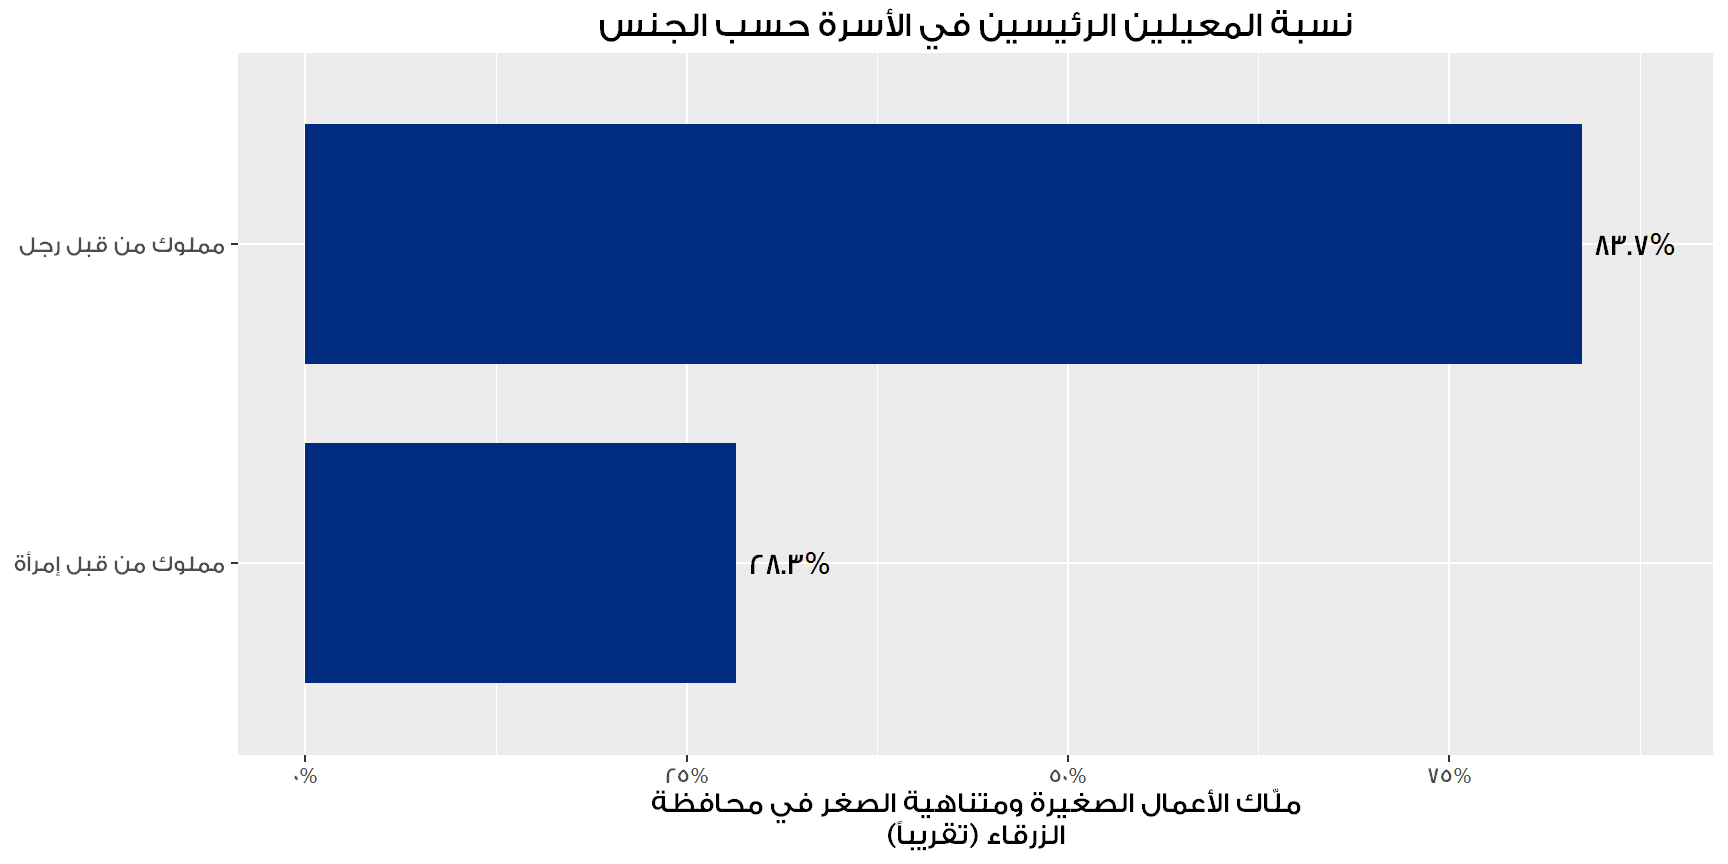 نسبة المعيلين الرئيسين في الأسرة حسب الجنس
مملوك من قبل رجل
٨٣.٧%
مملوك من قبل إمرأة
٢٨.٣%
٠%
٢٥%
٥٠%
٧٥%
ملّاك الأعمال الصغيرة ومتناهية الصغر في محافظة
الزرقاء (تقريباً)